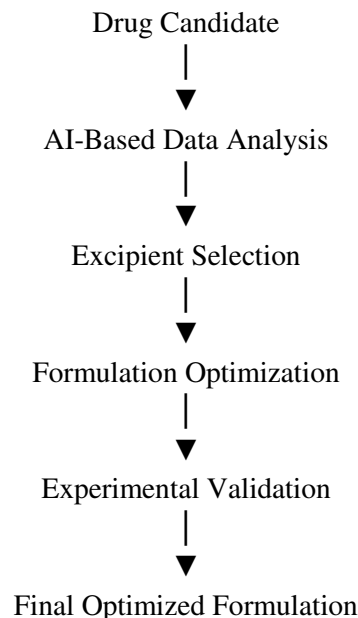 Drug Candidate
AI-Based Data Analysis
Excipient Selection
Formulation Optimization
Experimental Validation
Final Optimized Formulation